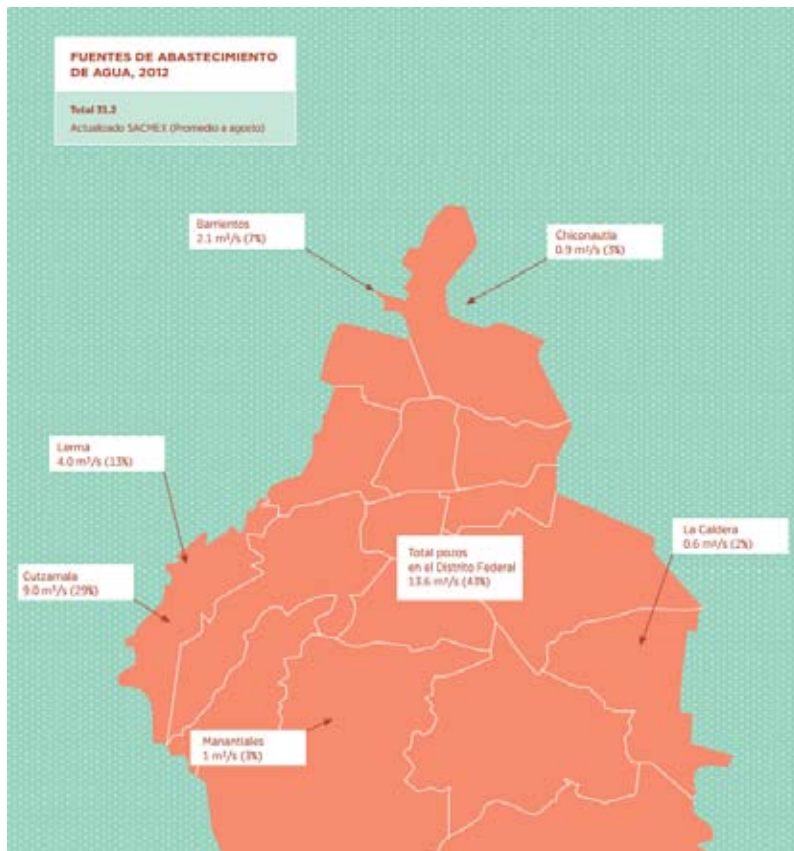 FUENTES DE ABASTECIMIENTO
DE AGUA, 2012
Total 31.2
Actualizado SACMEX (Promedio a agosto)
Barrientos
2.1 m³/s (7%)
Chiconautla
0.9 m³/s (3%)
Lerma
4.0 m³/s (13%)
La Caldera
0.6 m³/s (2%)
Total pozos
en el Distrito Federal
13.6 m³/s (43%)
Cutzamala
9.0 m³/s (29%)
Manantiales
1 m³/s (3%)